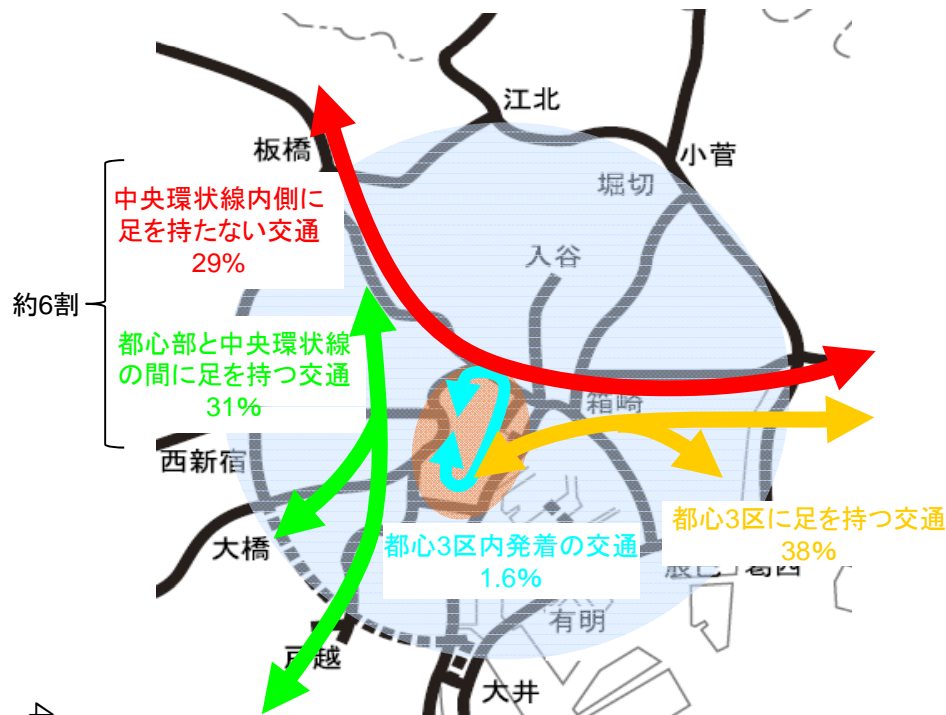 江北
板橋
小菅
堀切
中央環状線内側に
足を持たない交通
29%
入谷
約6割
都心部と中央環状線
の間に足を持つ交通
31%
箱崎
西新宿
大橋
都心3区に足を持つ交通
38%
都心3区内発着の交通
1.6%
辰巳
葛西
有明
戸越
大井